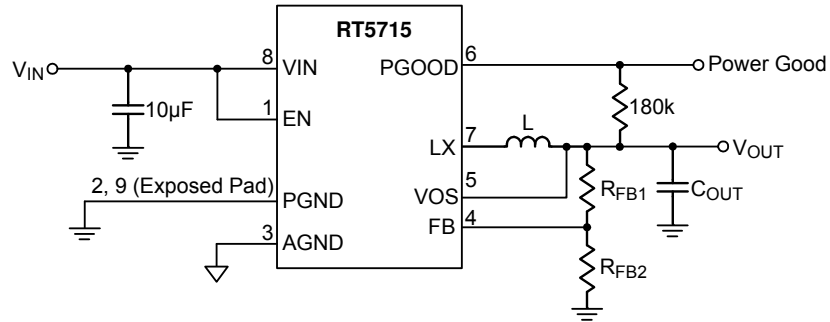 RT5715
VIN
8
VIN
PGOOD
6
Power Good
10µF
1
EN
180k
LX
7
L
VOUT
2, 9 (Exposed Pad)
PGND
VOS
5
RFB1
COUT
3
AGND
FB
4
RFB2